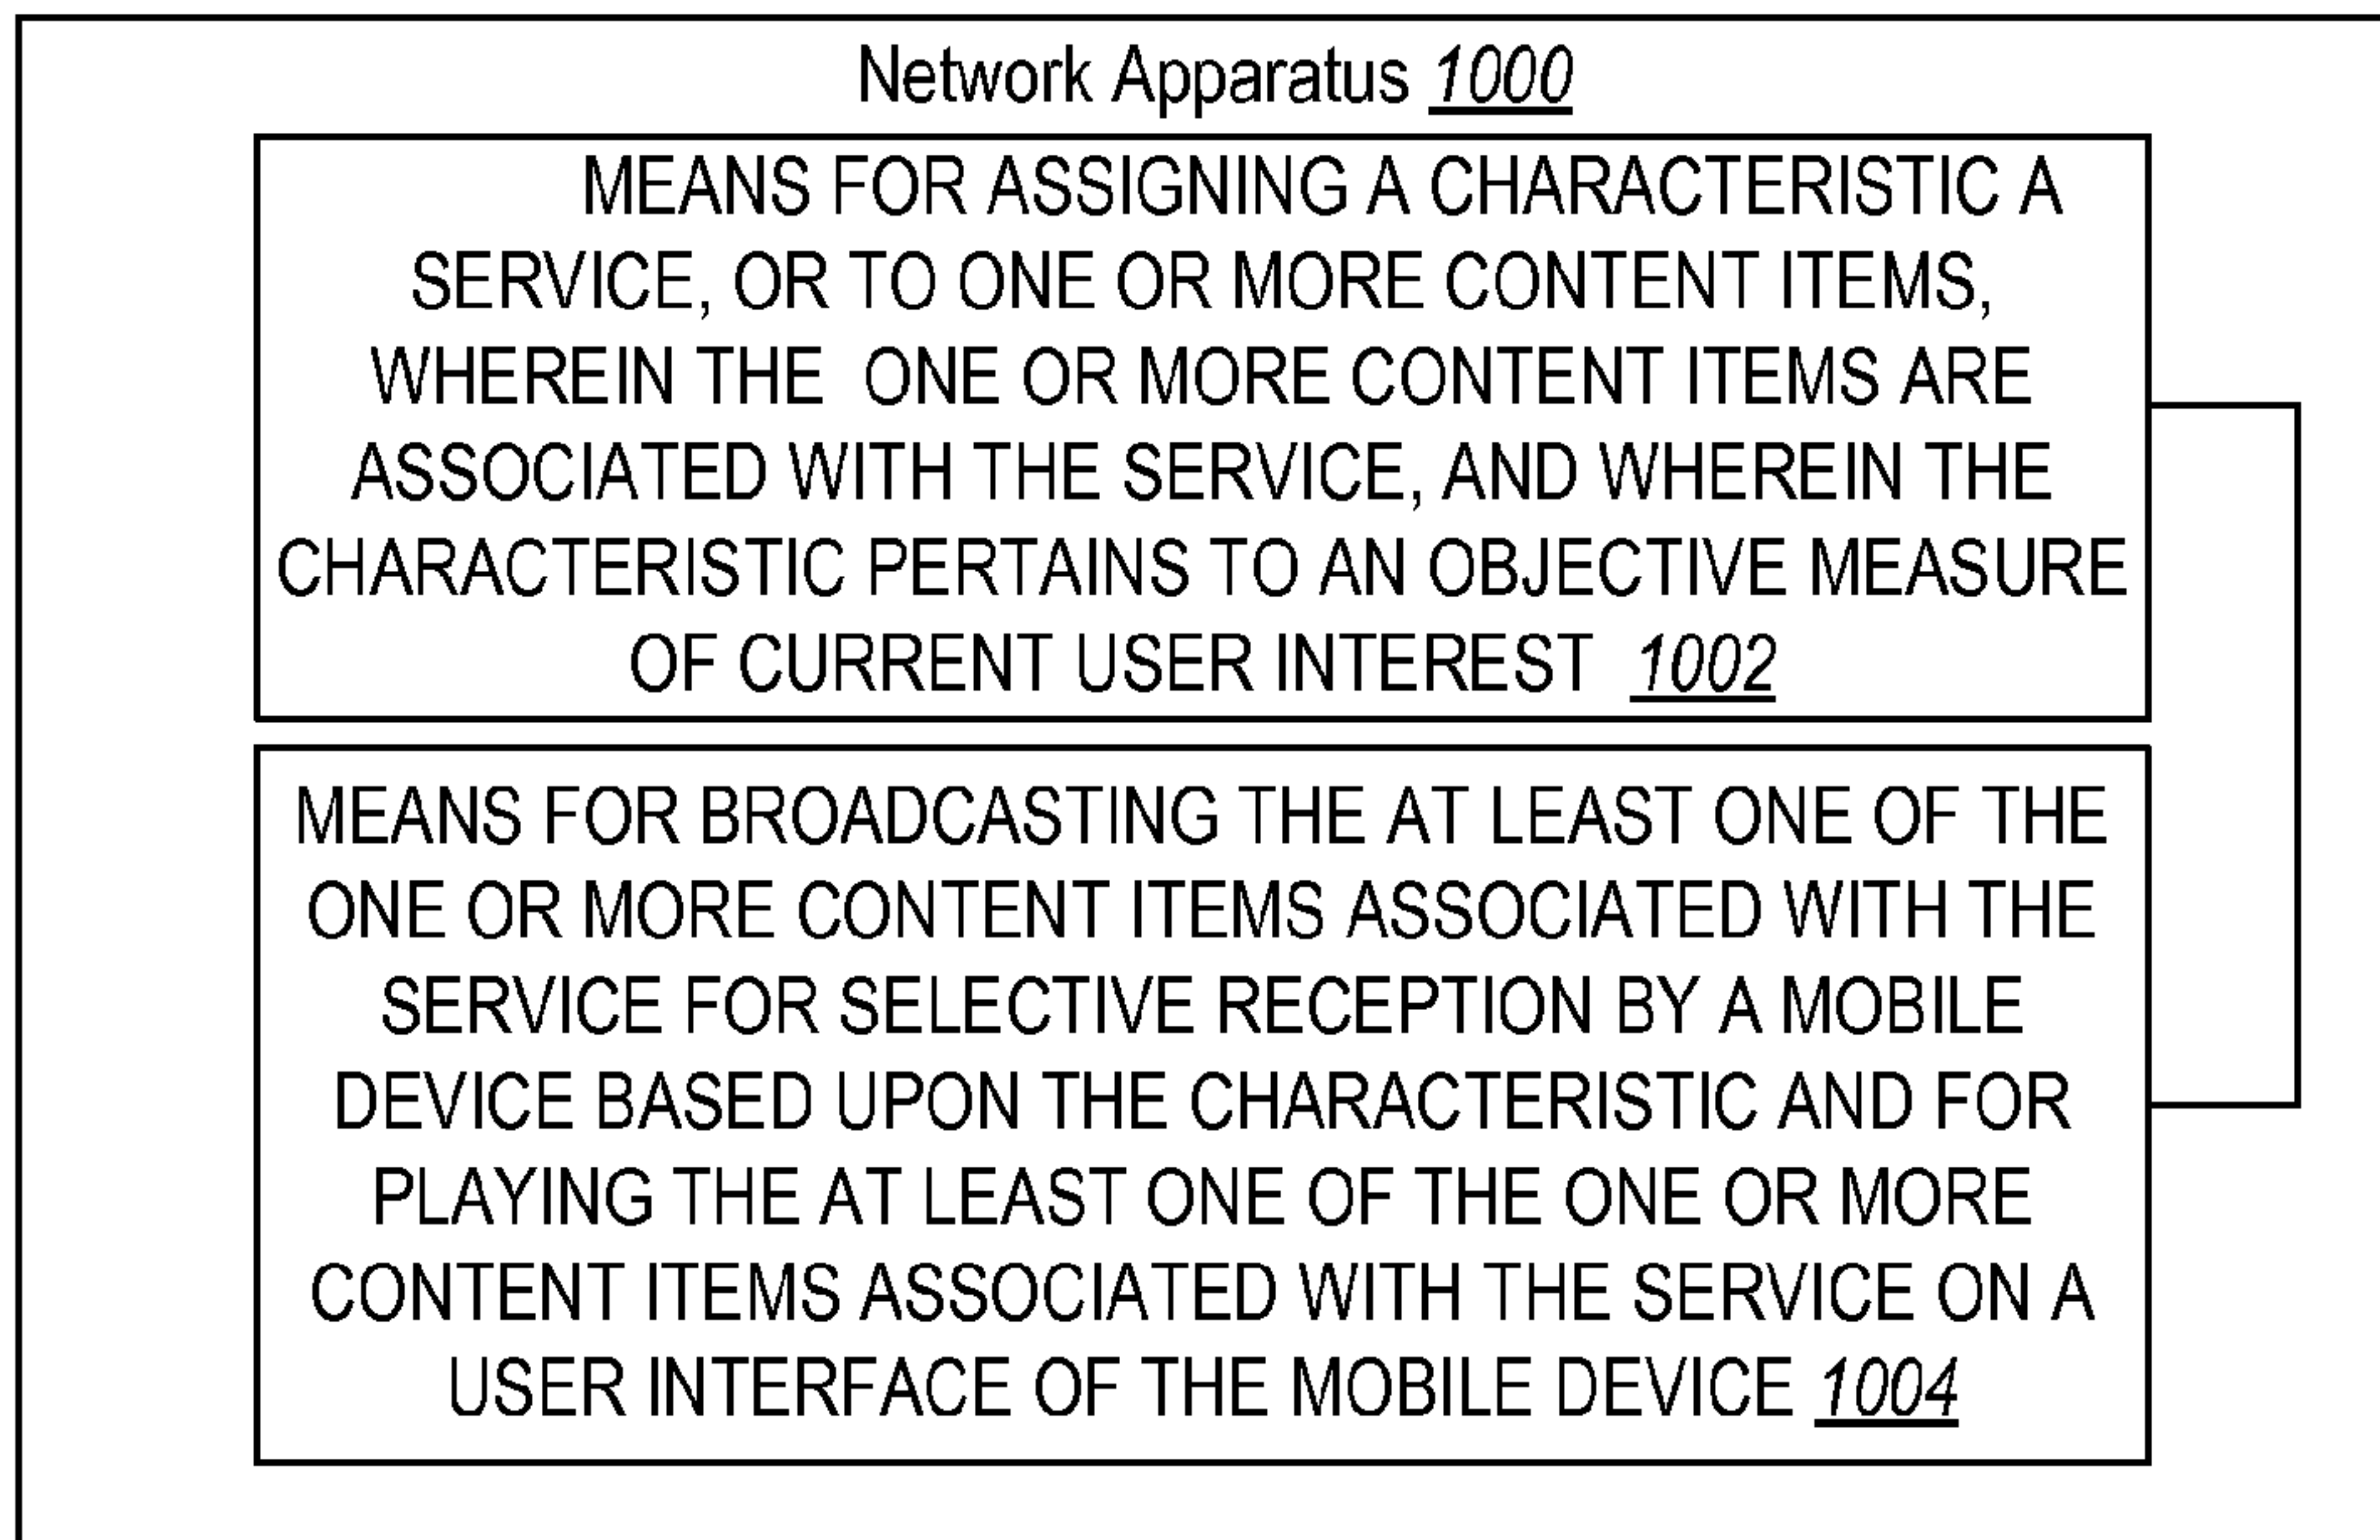 Network Apparatus 1000
MEANS FOR ASSIGNING A CHARACTERISTIC A
SERVICE, OR TO ONE OR MORE CONTENT ITEMS,
WHEREIN THE ONE OR MORE CONTENT ITEMS ARE
ASSOCIATED WITH THE SERVICE, AND WHEREIN THE
CHARACTERISTIC PERTAINS TO AN OBJECTIVE MEASURE
OF CURRENT USER INTEREST 1002
MEANS FOR BROADCASTING THE AT LEAST ONE OF THE
ONE OR MORE CONTENT ITEMS ASSOCIATED WITH THE
SERVICE FOR SELECTIVE RECEPTION BY A MOBILE
DEVICE BASED UPON THE CHARACTERISTIC AND FOR
PLAYING THE AT LEAST ONE OF THE ONE OR MORE
CONTENT ITEMS ASSOCIATED WITH THE SERVICE ON A
USER INTERFACE OF THE MOBILE DEVICE 1004